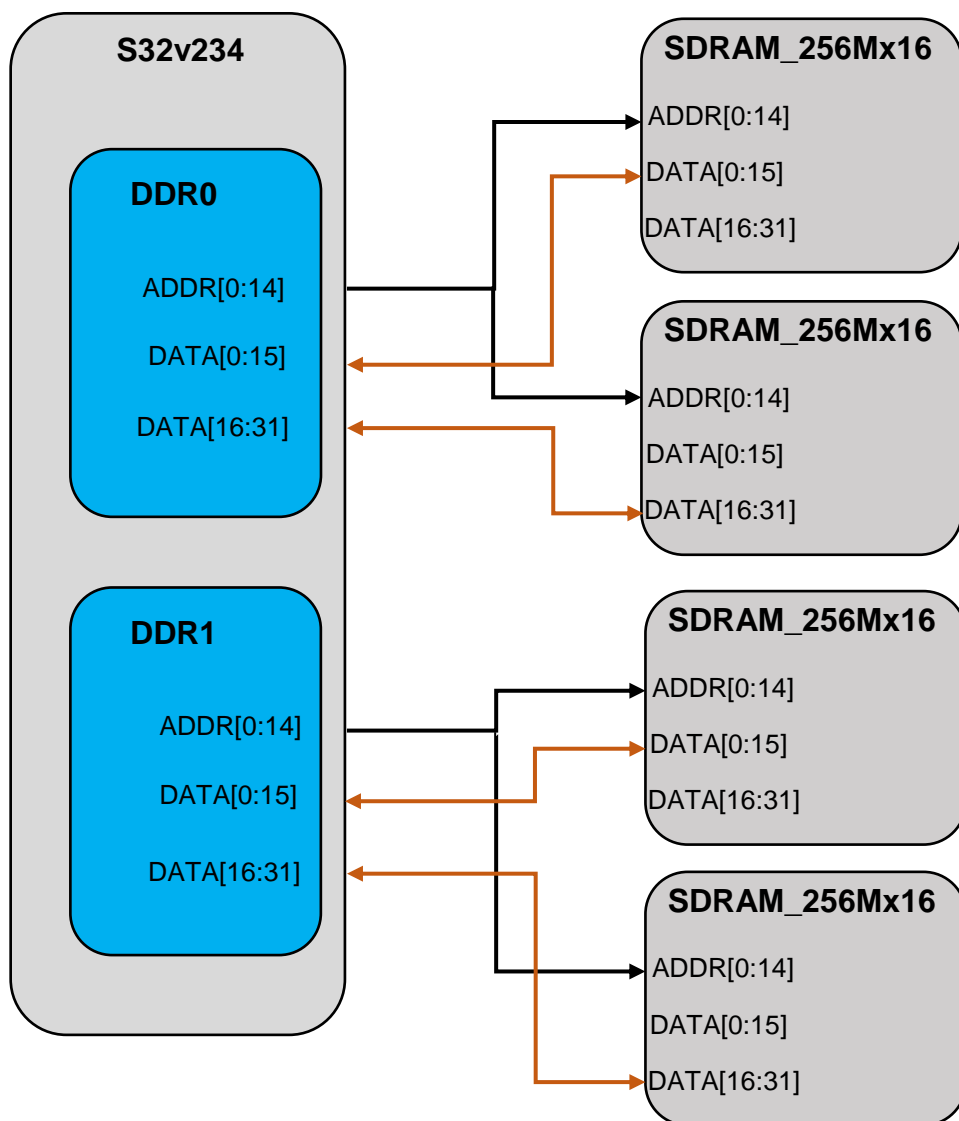 S32v234
DDR0
ADDR[0:14]
DATA[0:15]
DATA[16:31]
DDR1
ADDR[0:14]
DATA[0:15]
DATA[16:31]
SDRAM_256Mx16
ADDR[0:14]
DATA[0:15]
DATA[16:31]
SDRAM_256Mx16
ADDR[0:14]
DATA[0:15]
DATA[16:31]
SDRAM_256Mx16
ADDR[0:14]
DATA[0:15]
DATA[16:31]
SDRAM_256Mx16
ADDR[0:14]
DATA[0:15]
DATA[16:31]